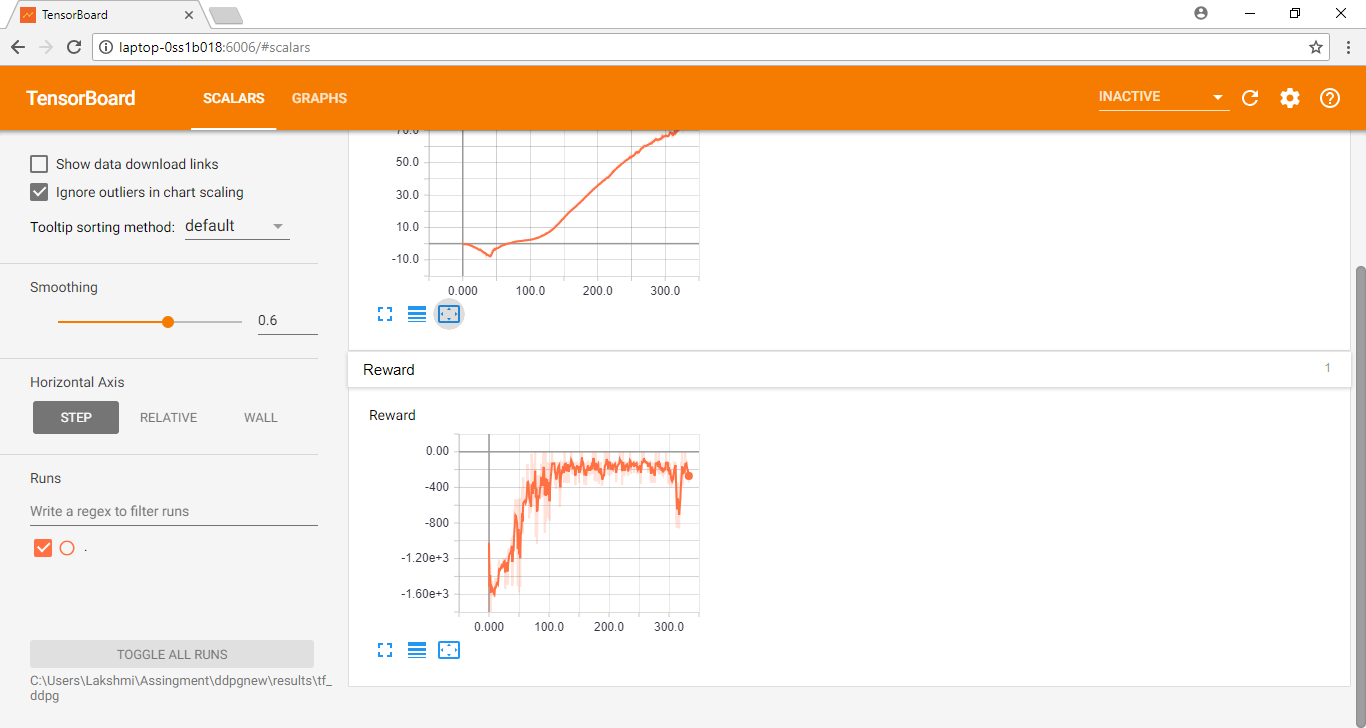 TensorBoard
laptop-0ss1b018:6006/#scalars
TensorBoard SCALARS GRAPHS INACTIVE
Show data download links
Ignore outliers in chart scaling
Tooltip sorting method: default
Smoothing
0.6
Horizontal Axis
STEP RELATIVE WALL
Runs
Write a regex to filter runs
.
TOGGLE ALL RUNS
C:\Users\Lakshmi\Assingment\ddpgnew\results\tf_
ddpg
70.0
50.0
30.0
10.0
-10.0
0.000 100.0 200.0 300.0
Reward 1
Reward
0.00
-400
-800
-1.20e+3
-1.60e+3
0.000 100.0 200.0 300.0